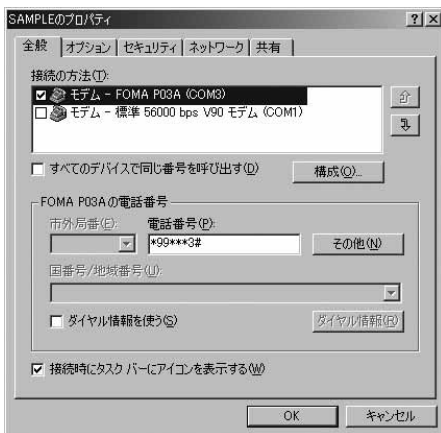 SAMPLEのプロパティ
全般 オプション セキュリティ ネットワーク 共有
接続の方法(T):
モデム - FOMA P03A (COM3)
モデム - 標準 56000 bps V90 モデム (COM1)
すべてのデバイスで同じ番号を呼び出す(D)
構成(O)...
FOMA P03Aの電話番号
市外局番(E): 電話番号(P):
*99***3# その他(N)
国番号/地域番号(U):
ダイヤル情報を使う(S) ダイヤル情報(R)
接続時にタスク バーにアイコンを表示する(W)
OK キャンセル